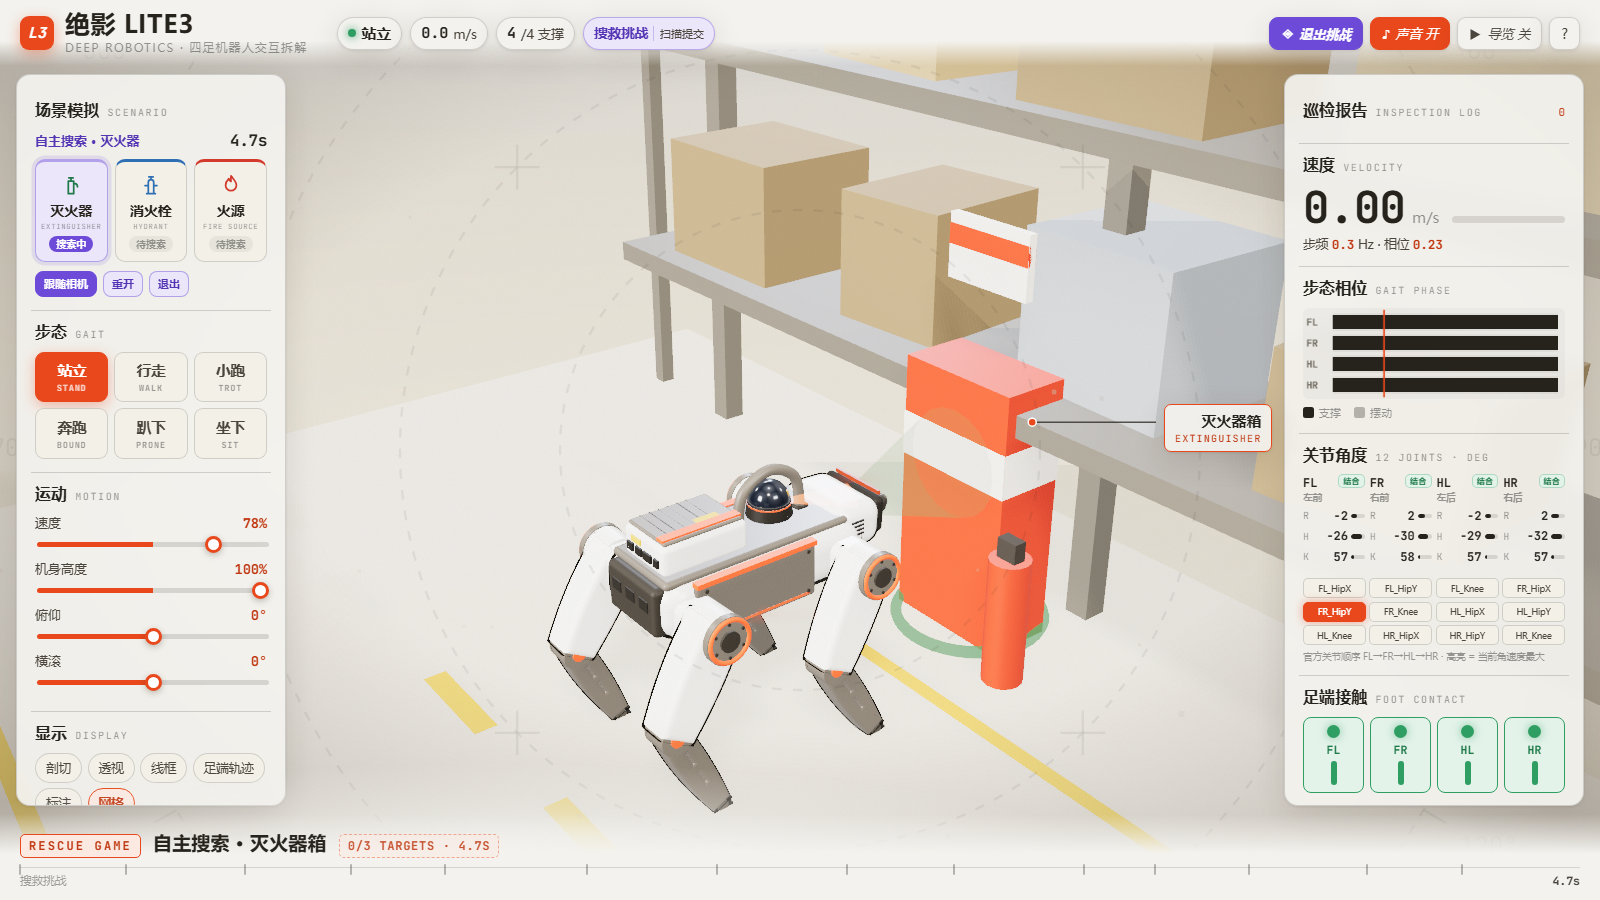 L3
绝影 LITE3
DEEP ROBOTICS · 四足机器人交互拆解
站立
0.0 m/s
4 /4 支撑
搜救挑战 扫描提交
◆ 退出挑战
♪ 声音 开
▶ 导览 关
?
场景模拟 SCENARIO
自主搜索 • 灭火器 4.7s
灭火器
EXTINGUISHER
搜索中
消火栓
HYDRANT
待搜索
火源
FIRE SOURCE
待搜索
跟随相机 重开 退出
步态 GAIT
站立
STAND
行走
WALK
小跑
TROT
奔跑
BOUND
趴下
PRONE
坐下
SIT
运动 MOTION
速度 78%
机身高度 100%
俯仰 0°
横滚 0°
显示 DISPLAY
剖切 透视 线框 足端轨迹
标注 网格
灭火器箱
EXTINGUISHER
巡检报告 INSPECTION LOG 0
速度 VELOCITY
0.00 m/s
步频 0.3 Hz · 相位 0.23
步态相位 GAIT PHASE
FL
FR
HL
HR
支撑 摆动
关节角度 12 JOINTS · DEG
FL 结合 FR 结合 HL 结合 HR 结合
左前 右前 左后 右后
R -2 R 2 R -2 R 2
H -26 H -30 H -29 H -32
K 57 K 58 K 57 K 57
FL_HipX FL_HipY FL_Knee FR_HipX
FR_HipY FR_Knee HL_HipX HL_HipY
HL_Knee HR_HipX HR_HipY HR_Knee
官方关节顺序 FL→FR→HL→HR · 高亮 = 当前角速度最大
足端接触 FOOT CONTACT
FL FR HL HR
RESCUE GAME 自主搜索 • 灭火器箱 0/3 TARGETS · 4.7S
搜救挑战 4.7s